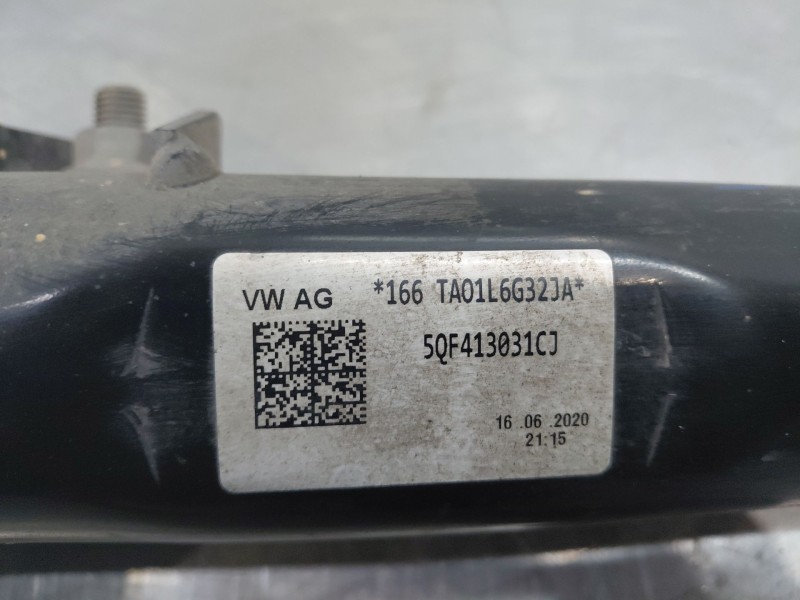 VW AG *166 TA01L6G32JA*
5QF413031CJ
16 .06 .2020
21:15